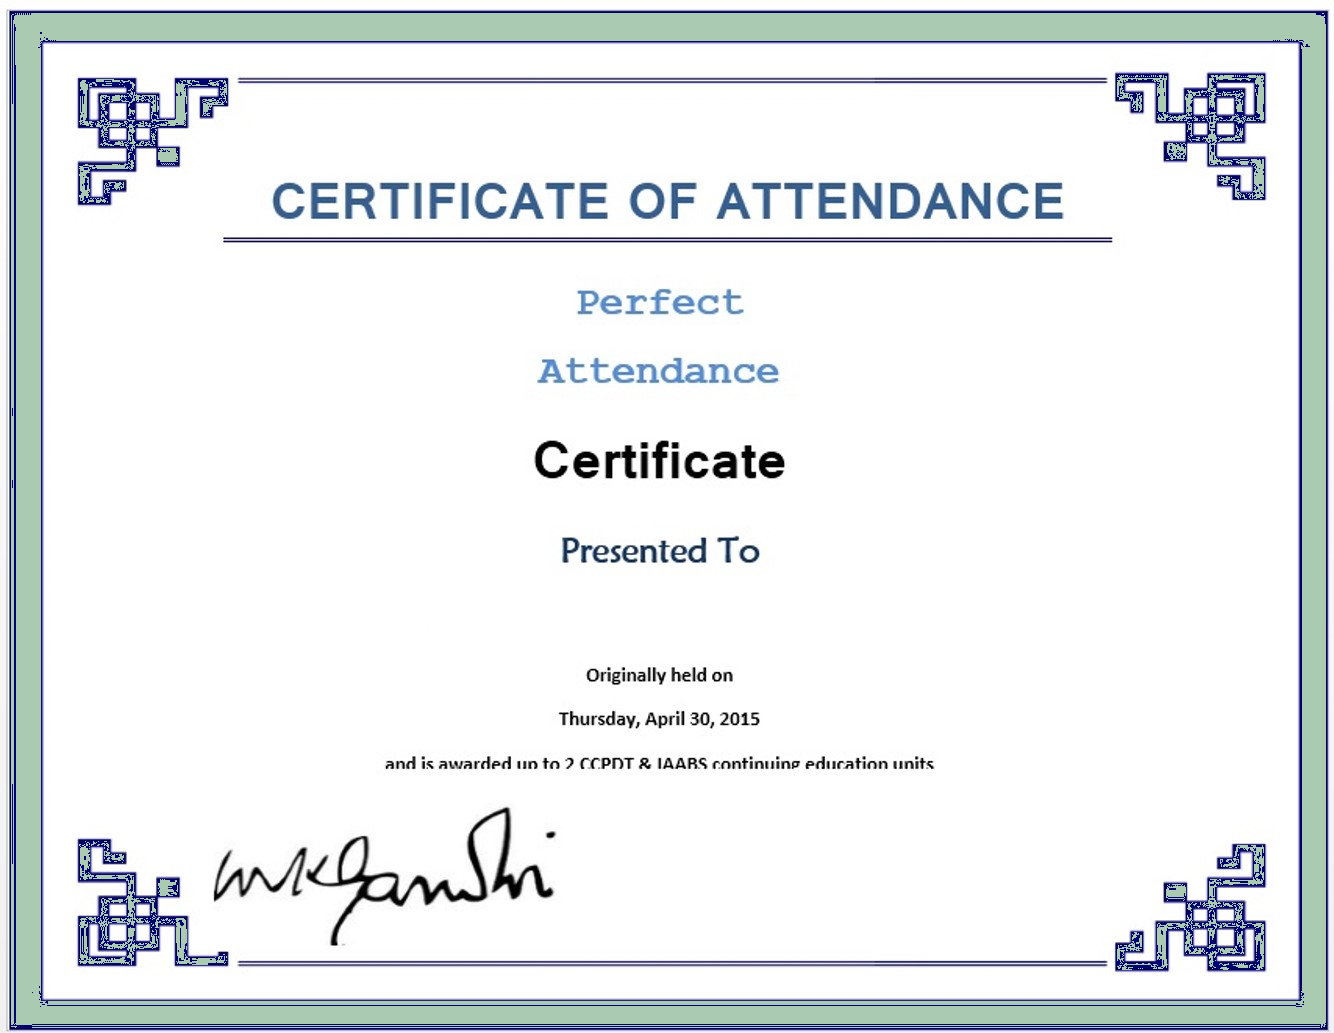 CERTIFICATE OF ATTENDANCE
Perfect
Attendance
Certificate
Presented To
Originally held on
Thursday, April 30, 2015
and is awarded up to 2 CCPDT & IAABS continuing education units
mkgandhi